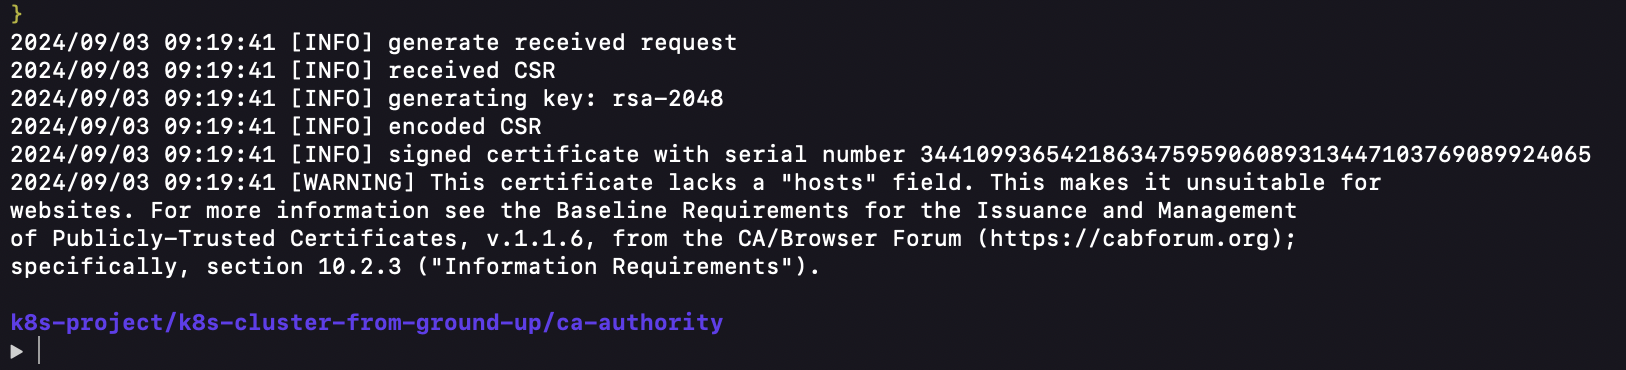 }
2024/09/03 09:19:41 [INFO] generate received request
2024/09/03 09:19:41 [INFO] received CSR
2024/09/03 09:19:41 [INFO] generating key: rsa-2048
2024/09/03 09:19:41 [INFO] encoded CSR
2024/09/03 09:19:41 [INFO] signed certificate with serial number 344109936542186347595906089313447103769089924065
2024/09/03 09:19:41 [WARNING] This certificate lacks a "hosts" field. This makes it unsuitable for
websites. For more information see the Baseline Requirements for the Issuance and Management
of Publicly-Trusted Certificates, v.1.1.6, from the CA/Browser Forum (https://cabforum.org);
specifically, section 10.2.3 ("Information Requirements").
k8s-project/k8s-cluster-from-ground-up/ca-authority